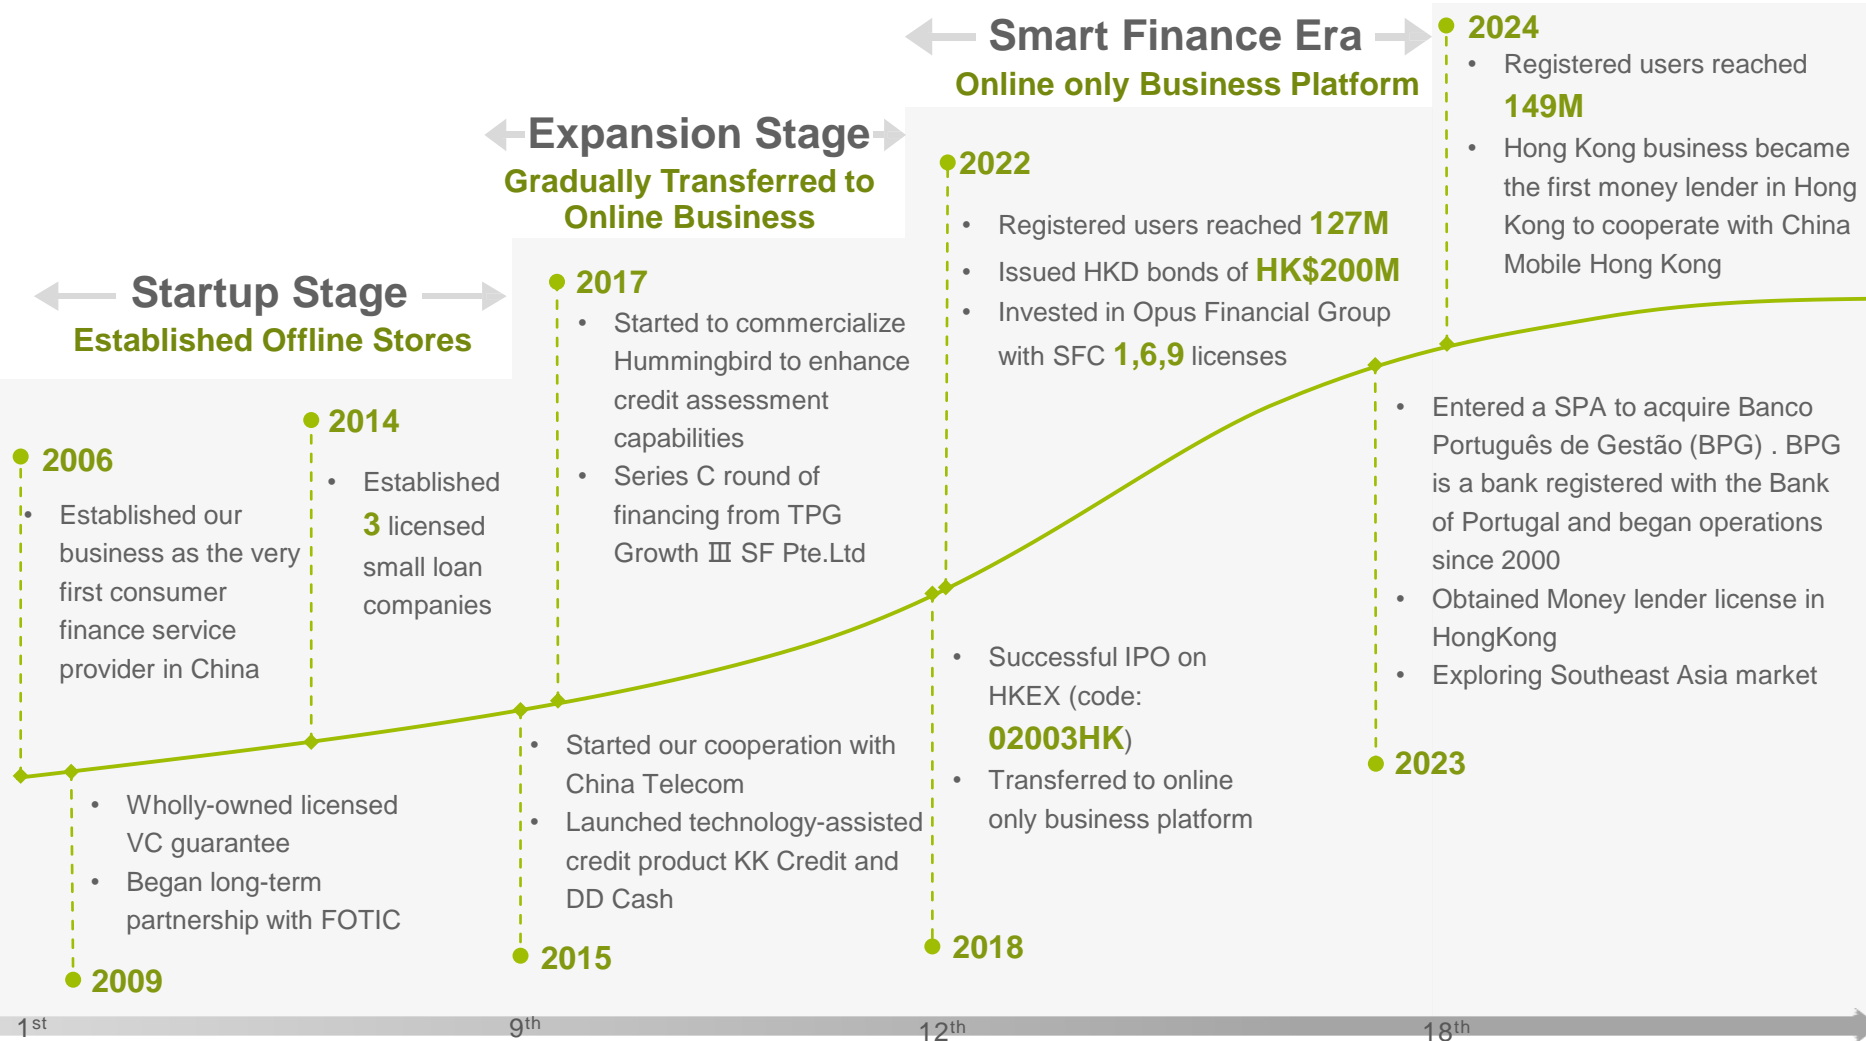 Startup Stage
Established Offline Stores
2006
• Established our
business as the very
first consumer
finance service
provider in China
2009
• Wholly-owned licensed
VC guarantee
• Began long-term
partnership with FOTIC
2014
• Established
3 licensed
small loan
companies
Expansion Stage
Gradually Transferred to
Online Business
2015
• Started our cooperation with
China Telecom
• Launched technology-assisted
credit product KK Credit and
DD Cash
2017
• Started to commercialize
Hummingbird to enhance
credit assessment
capabilities
• Series C round of
financing from TPG
Growth Ⅲ SF Pte.Ltd
Smart Finance Era
Online only Business Platform
2018
• Successful IPO on
HKEX (code:
02003HK)
• Transferred to online
only business platform
2022
• Registered users reached 127M
• Issued HKD bonds of HK$200M
• Invested in Opus Financial Group
with SFC 1,6,9 licenses
2023
• Entered a SPA to acquire Banco
Português de Gestão (BPG) . BPG
is a bank registered with the Bank
of Portugal and began operations
since 2000
• Obtained Money lender license in
HongKong
• Exploring Southeast Asia market
2024
• Registered users reached
149M
• Hong Kong business became
the first money lender in Hong
Kong to cooperate with China
Mobile Hong Kong
1st
9th
12th
18th